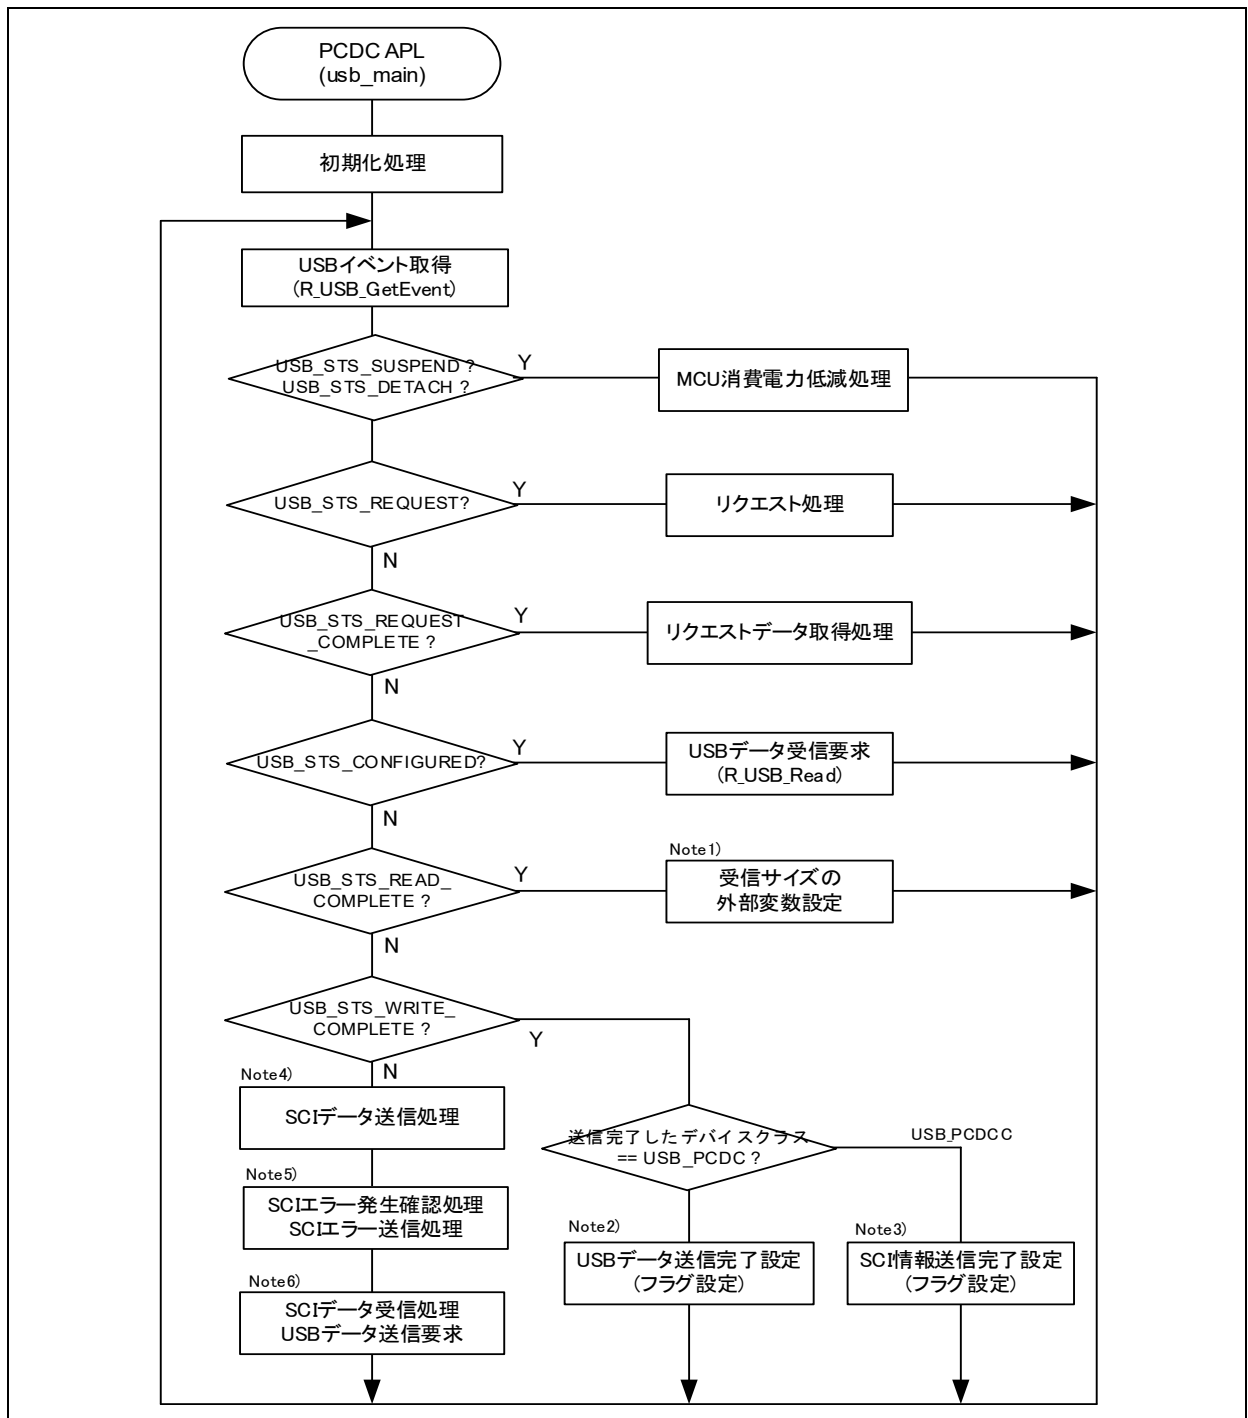 PCDC APL
(usb_main)
初期化処理
USBイベント取得
(R_USB_GetEvent)
USB_STS_SUSPEND ?
USB_STS_DETACH ?
Y
MCU消費電力低減処理
USB_STS_REQUEST?
Y
リクエスト処理
N
USB_STS_REQUEST
_COMPLETE ?
Y
リクエストデータ取得処理
N
USB_STS_CONFIGURED?
Y
USBデータ受信要求
(R_USB_Read)
N
USB_STS_READ_
COMPLETE ?
Y
Note1)
受信サイズの
外部変数設定
N
USB_STS_WRITE_
COMPLETE ?
Y
N
Note4)
SCIデータ送信処理
送信完了したデバイスクラス
== USB_PCDC ?
USB_PCDCC
Note5)
SCIエラー発生確認処理
SCIエラー送信処理
Note2)
USBデータ送信完了設定
(フラグ設定)
Note3)
SCI情報送信完了設定
(フラグ設定)
Note6)
SCIデータ受信処理
USBデータ送信要求